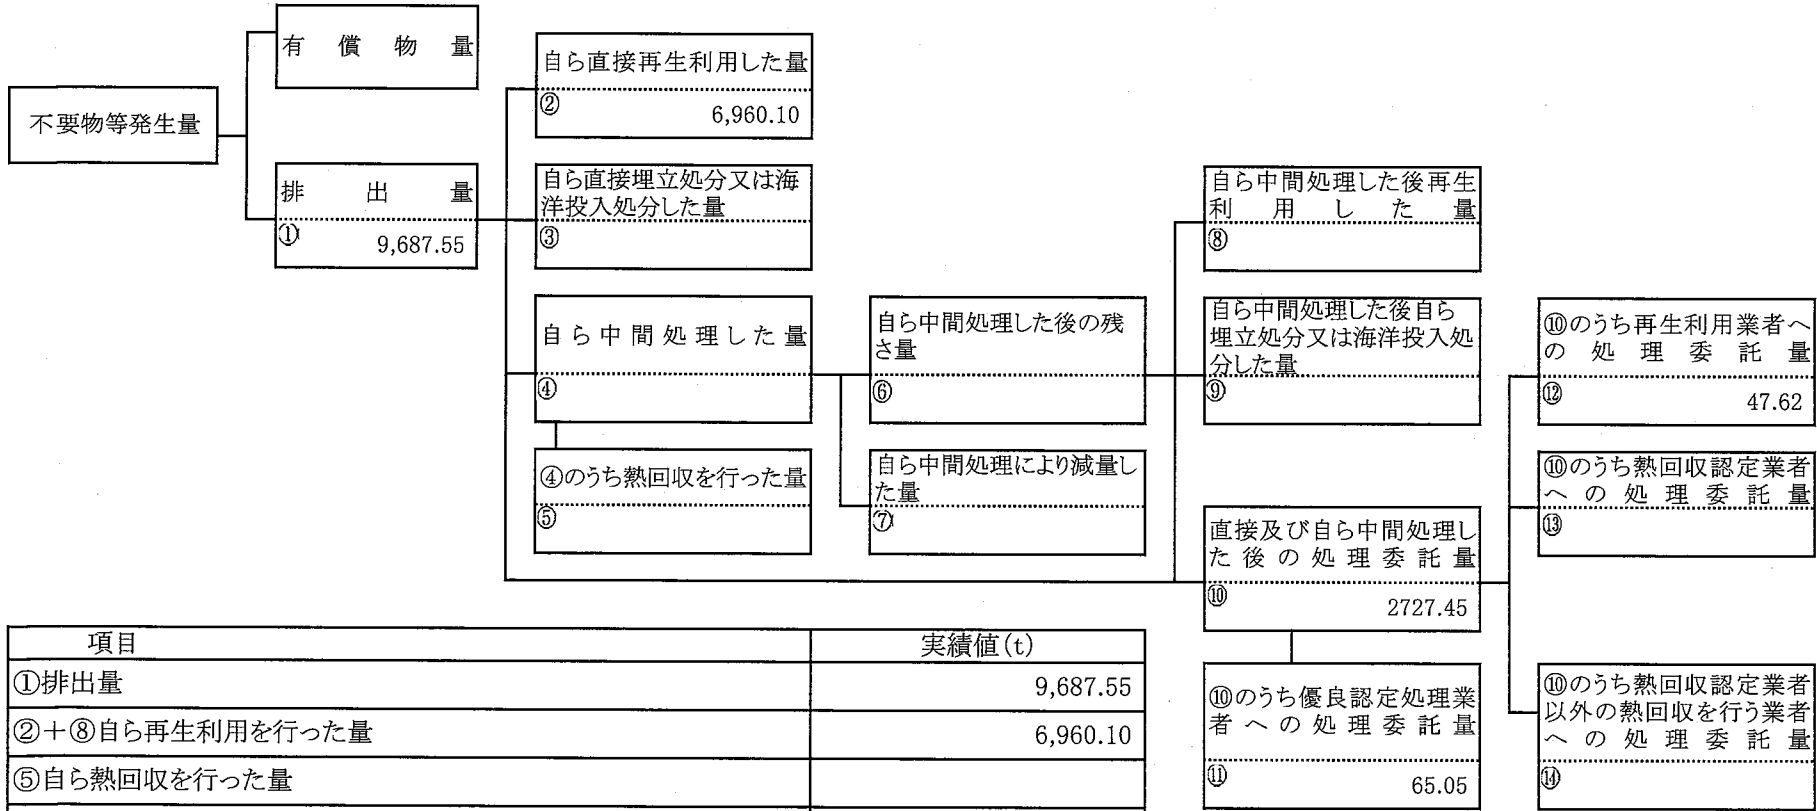 不要物等発生量
有償物量
排出量
① 9,687.55
自ら直接再生利用した量
② 6,960.10
自ら直接埋立処分又は海
洋投入処分した量
③
自ら中間処理した量
④
④のうち熱回収を行った量
⑤
自ら中間処理した後の残
さ量
⑥
自ら中間処理により減量し
た量
⑦
自ら中間処理した後再生
利用した量
⑧
自ら中間処理した後自ら
埋立処分又は海洋投入処
分した量
⑨
直接及び自ら中間処理し
た後の処理委託量
⑩ 2727.45
⑩のうち優良認定処理業
者への処理委託量
⑪ 65.05
⑩のうち再生利用業者へ
の処理委託量
⑫ 47.62
⑩のうち熱回収認定業者
への処理委託量
⑬
⑩のうち熱回収認定業者
以外の熱回収を行う業者
への処理委託量
⑭
項目 実績値(t)
①排出量 9,687.55
②+⑧自ら再生利用を行った量 6,960.10
⑤自ら熱回収を行った量